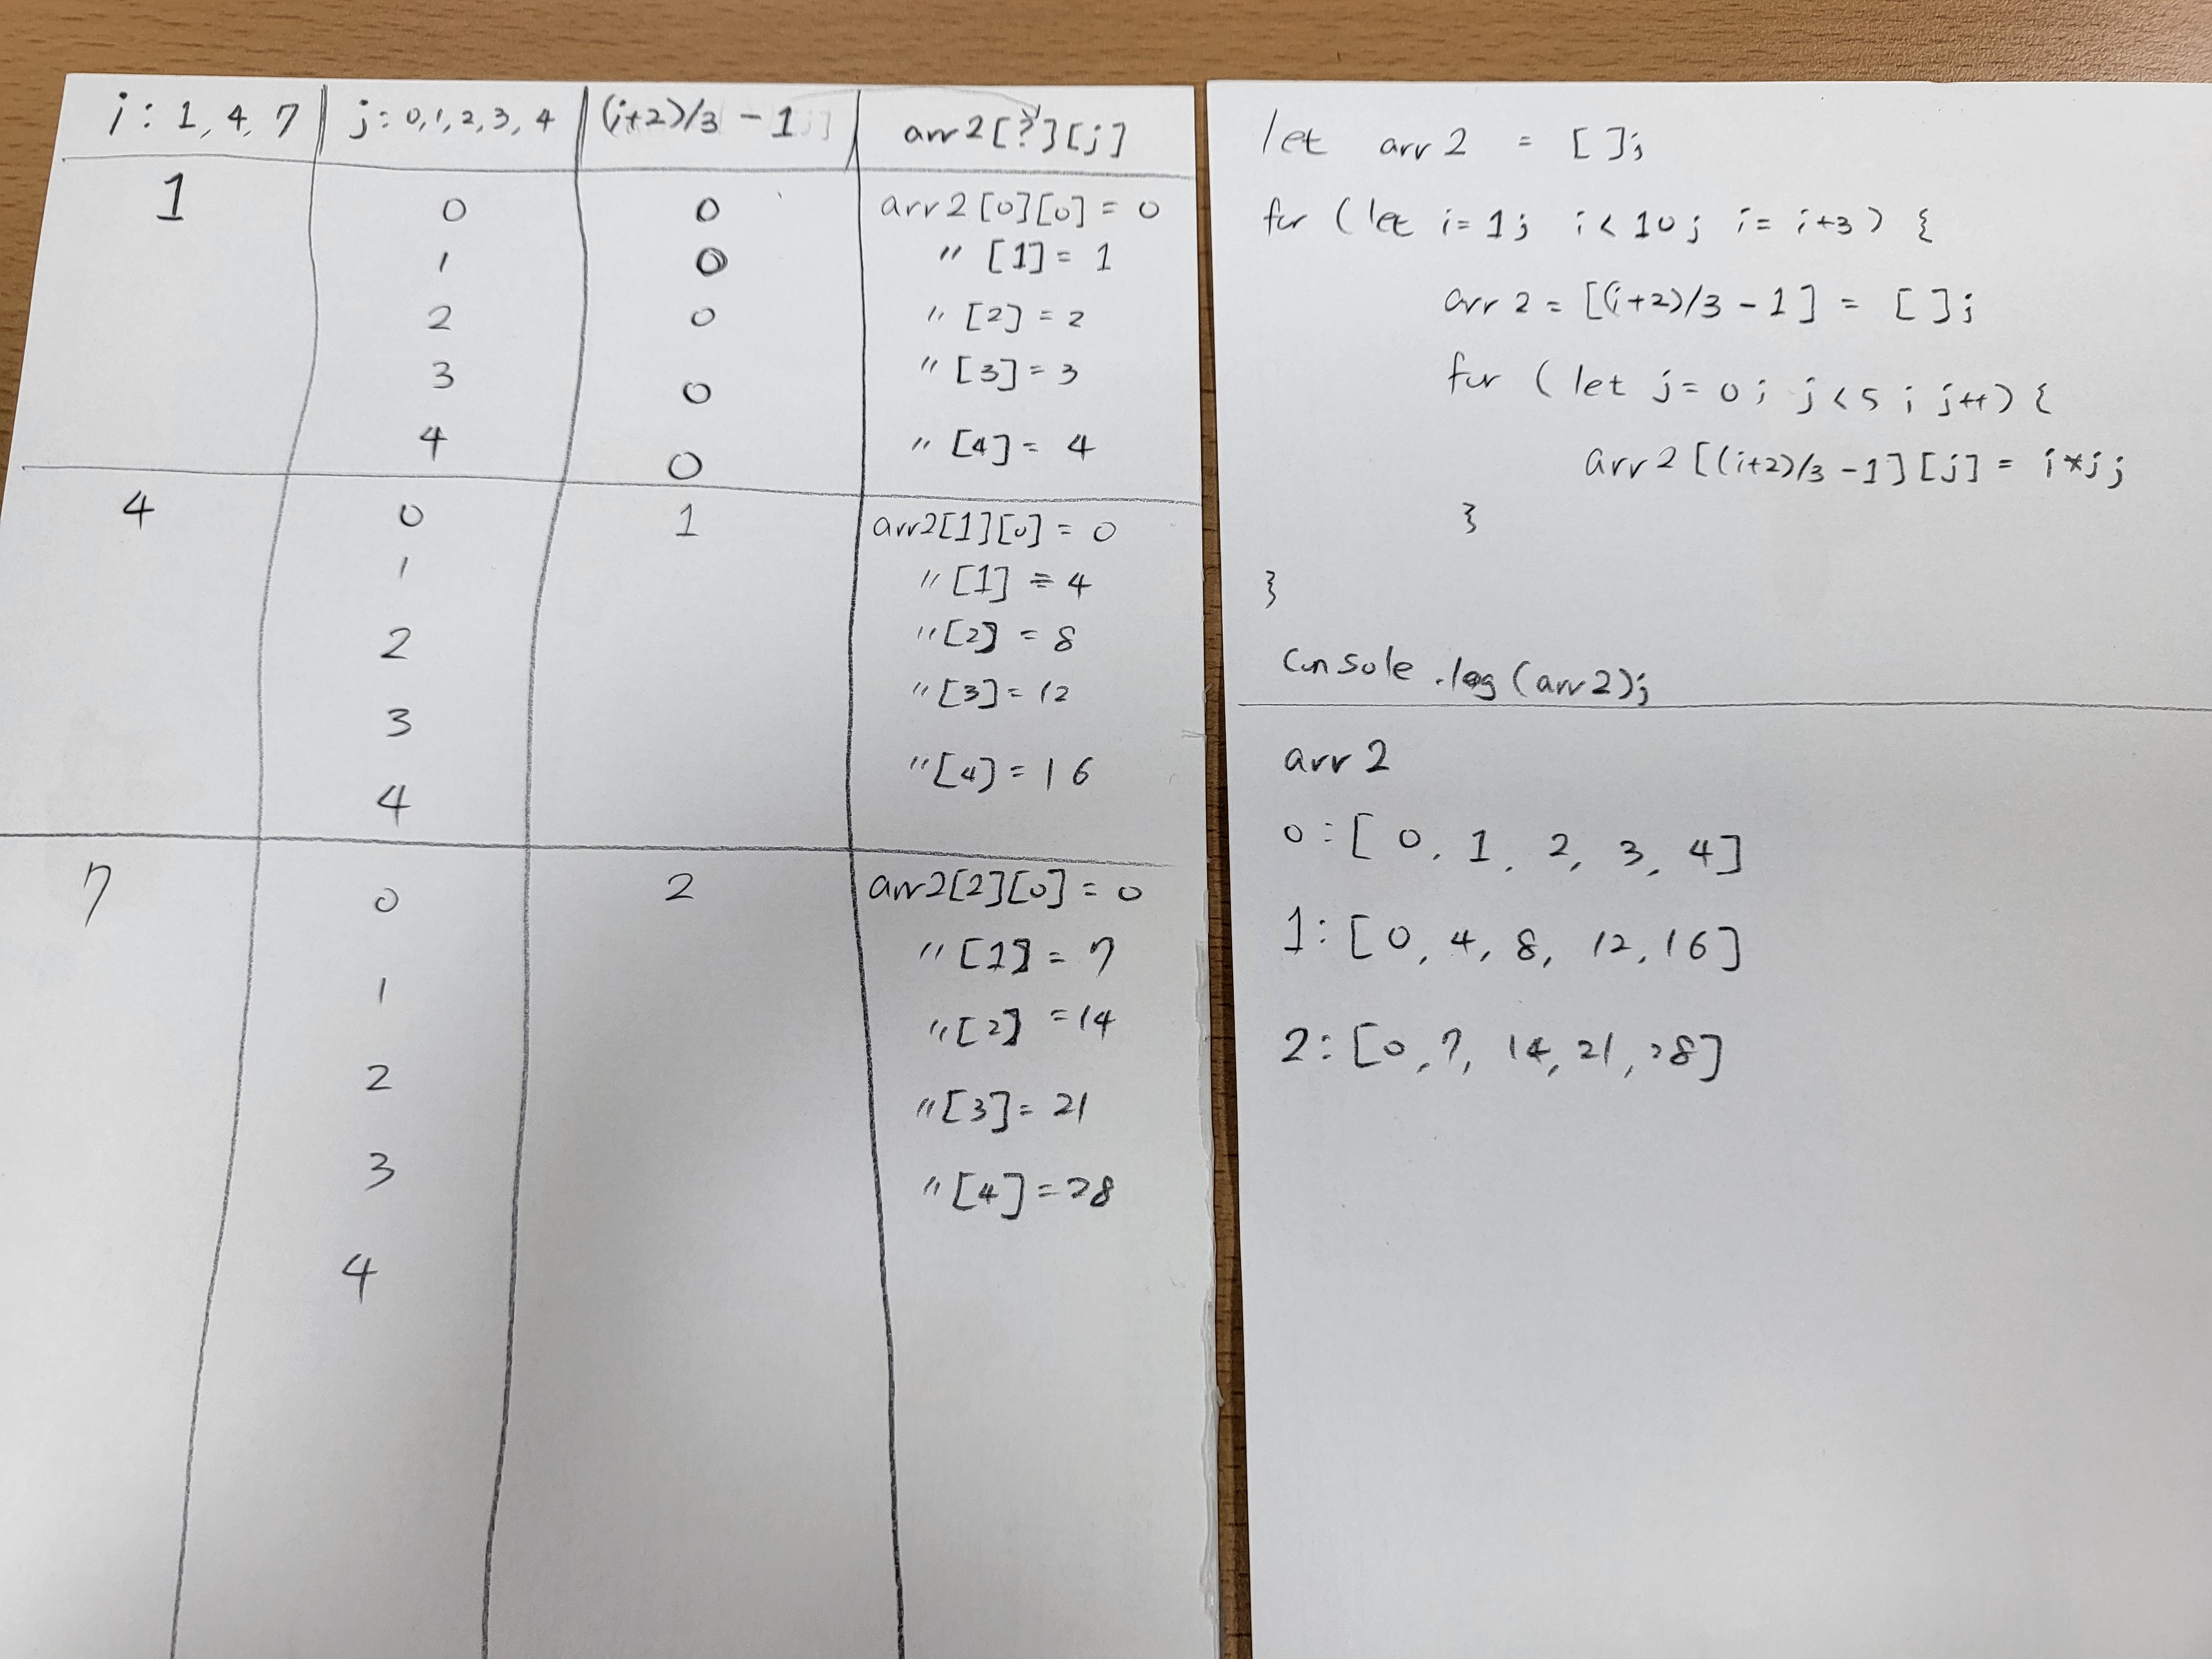 i : 1, 4, 7 j : 0, 1, 2, 3, 4 (i+2)/3 - 1 arr2[?][j]
1 0 0 arr2[0][0] = 0
1 0 〃 [1] = 1
2 0 〃 [2] = 2
3 0 〃 [3] = 3
4 0 〃 [4] = 4
4 0 1 arr2[1][0] = 0
1 〃 [1] = 4
2 〃 [2] = 8
3 〃 [3] = 12
4 〃 [4] = 16
7 0 2 arr2[2][0] = 0
1 〃 [1] = 7
2 〃 [2] = 14
3 〃 [3] = 21
4 〃 [4] = 28
let arr2 = [];
for (let i=1; i<10; i= i+3) {
arr2 = [(i+2)/3 - 1] = [];
for (let j=0; j<5; j++) {
arr2[(i+2)/3 - 1][j] = i*j;
}
}
console.log(arr2);
arr2
0 : [0, 1, 2, 3, 4]
1 : [0, 4, 8, 12, 16]
2 : [0, 7, 14, 21, 28]